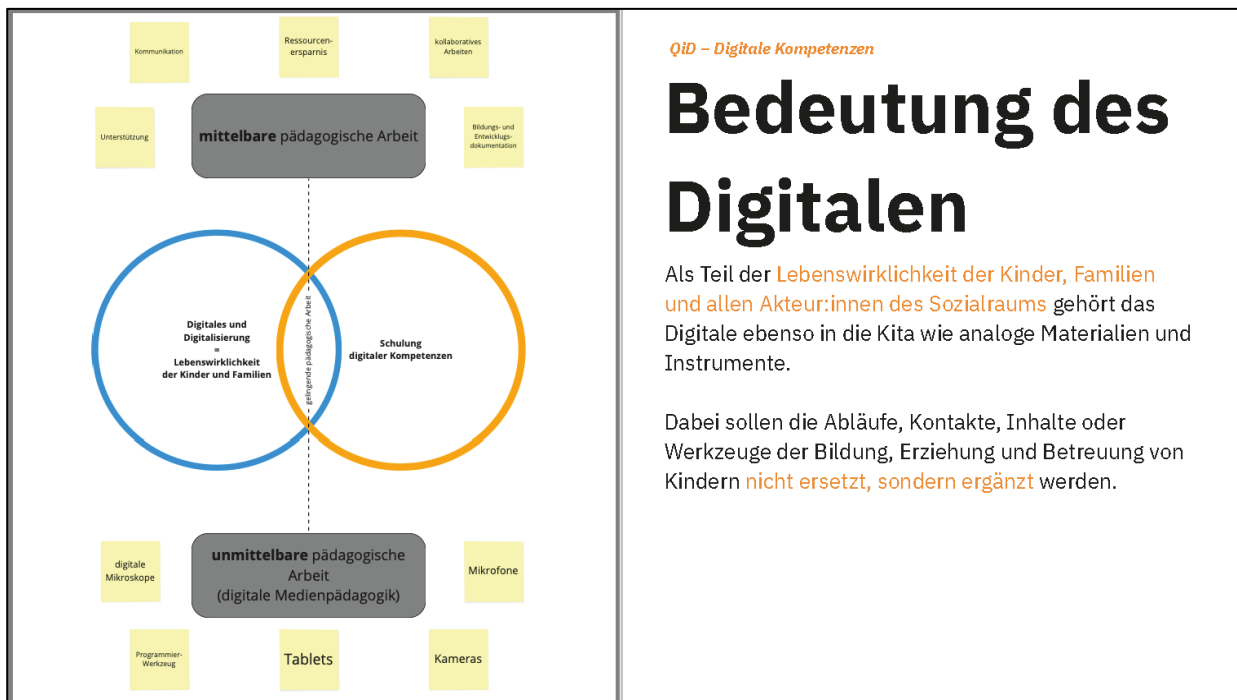 Kommunikation
Ressourcen-
ersparnis
kollaboratives
Arbeiten
Unterstützung
mittelbare pädagogische Arbeit
Bildungs- und
Entwicklugs-
dokumentation
Digitales und
Digitalisierung
=
Lebenswirklichkeit
der Kinder und Familien
gelingende pädagogische Arbeit
Schulung
digitaler Kompetenzen
digitale
Mikroskope
unmittelbare pädagogische
Arbeit
(digitale Medienpädagogik)
Mikrofone
Programmier-
Werkzeug
Tablets
Kameras
QiD – Digitale Kompetenzen
Bedeutung des
Digitalen
Als Teil der Lebenswirklichkeit der Kinder, Familien
und allen Akteur:innen des Sozialraums gehört das
Digitale ebenso in die Kita wie analoge Materialien und
Instrumente.
Dabei sollen die Abläufe, Kontakte, Inhalte oder
Werkzeuge der Bildung, Erziehung und Betreuung von
Kindern nicht ersetzt, sondern ergänzt werden.